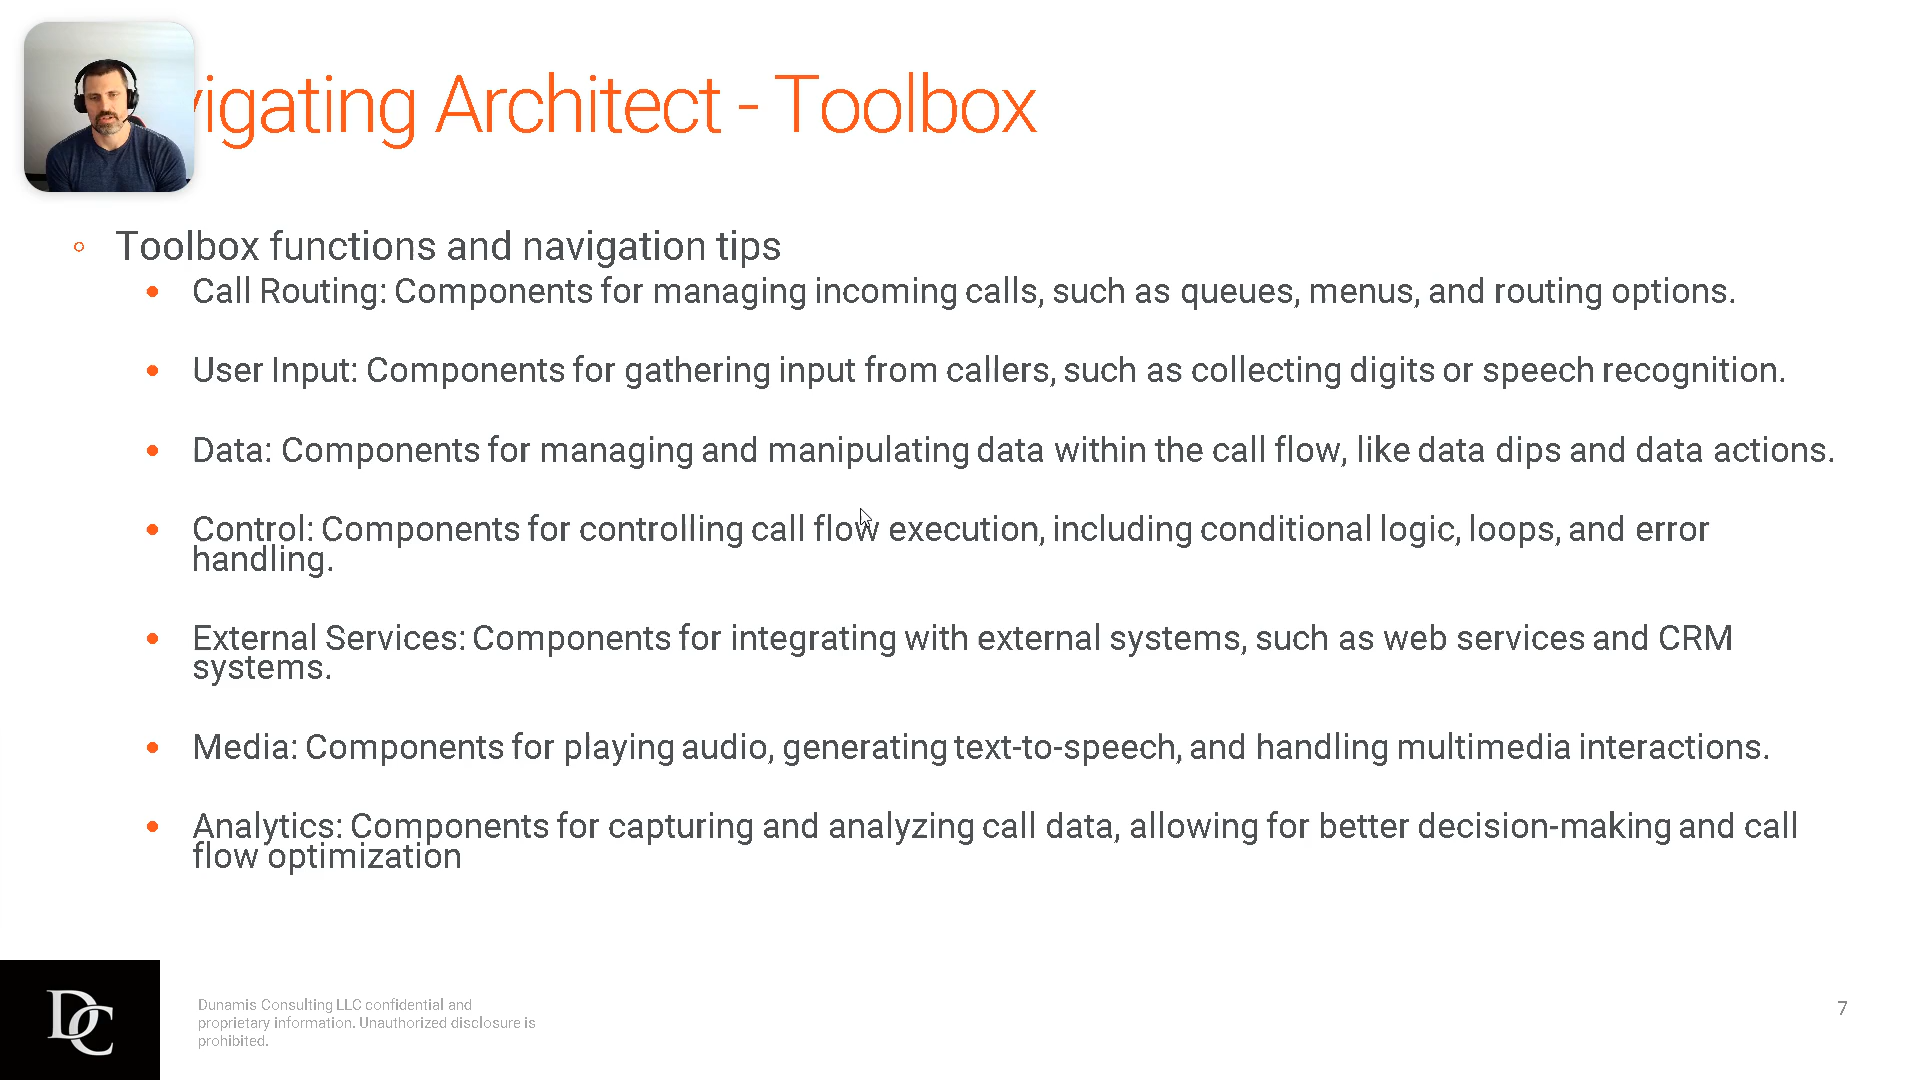 igating Architect - Toolbox
Toolbox functions and navigation tips
Call Routing: Components for managing incoming calls, such as queues, menus, and routing options.
User Input: Components for gathering input from callers, such as collecting digits or speech recognition.
Data: Components for managing and manipulating data within the call flow, like data dips and data actions.
Control: Components for controlling call flow execution, including conditional logic, loops, and error
handling.
External Services: Components for integrating with external systems, such as web services and CRM
systems.
Media: Components for playing audio, generating text-to-speech, and handling multimedia interactions.
Analytics: Components for capturing and analyzing call data, allowing for better decision-making and call
flow optimization
DC
Dunamis Consulting LLC confidential and
proprietary information. Unauthorized disclosure is
prohibited.
7